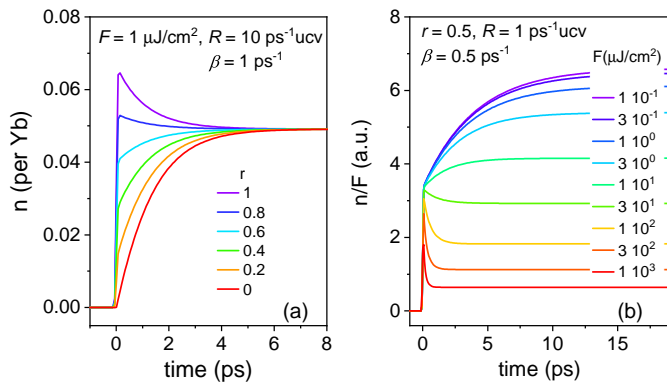 F = 1 μJ/cm², R = 10 ps⁻¹ucv
β = 1 ps⁻¹
n (per Yb)
0.08
0.06
0.04
0.02
0.00
r
1
0.8
0.6
0.4
0.2
0
(a)
0 2 4 6 8
time (ps)
r = 0.5, R = 1 ps⁻¹ucv
β = 0.5 ps⁻¹
F(μJ/cm²)
n/F (a.u.)
8
6
4
2
0
1 10⁻¹
3 10⁻¹
1 10⁰
3 10⁰
1 10¹
3 10¹
1 10²
3 10²
1 10³
(b)
0 5 10 15
time (ps)